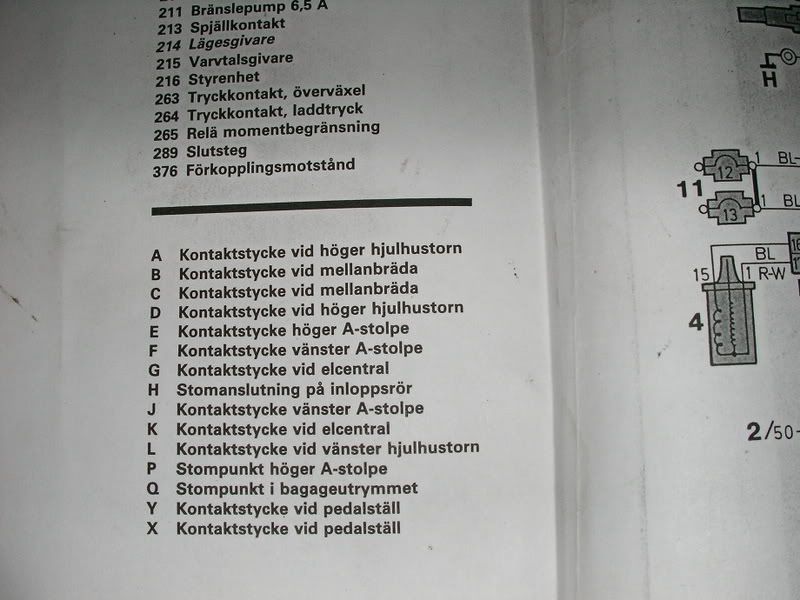 211 Bränslepump 6,5 A
213 Spjällkontakt
214 Lägesgivare
215 Varvtalsgivare
216 Styrenhet
263 Tryckkontakt, överväxel
264 Tryckkontakt, laddtryck
265 Relä momentbegränsning
289 Slutsteg
376 Förkopplingsmotstånd
A Kontaktstycke vid höger hjulhustorn
B Kontaktstycke vid mellanbräda
C Kontaktstycke vid mellanbräda
D Kontaktstycke vid höger hjulhustorn
E Kontaktstycke höger A-stolpe
F Kontaktstycke vänster A-stolpe
G Kontaktstycke vid elcentral
H Stomanslutning på inloppsrör
J Kontaktstycke vänster A-stolpe
K Kontaktstycke vid elcentral
L Kontaktstycke vid vänster hjulhustorn
P Stompunkt höger A-stolpe
Q Stompunkt i bagageutrymmet
Y Kontaktstycke vid pedalställ
X Kontaktstycke vid pedalställ
H
12 1 BL-
11
13 1 BL
BL
15 1 R-W
4
2/50-